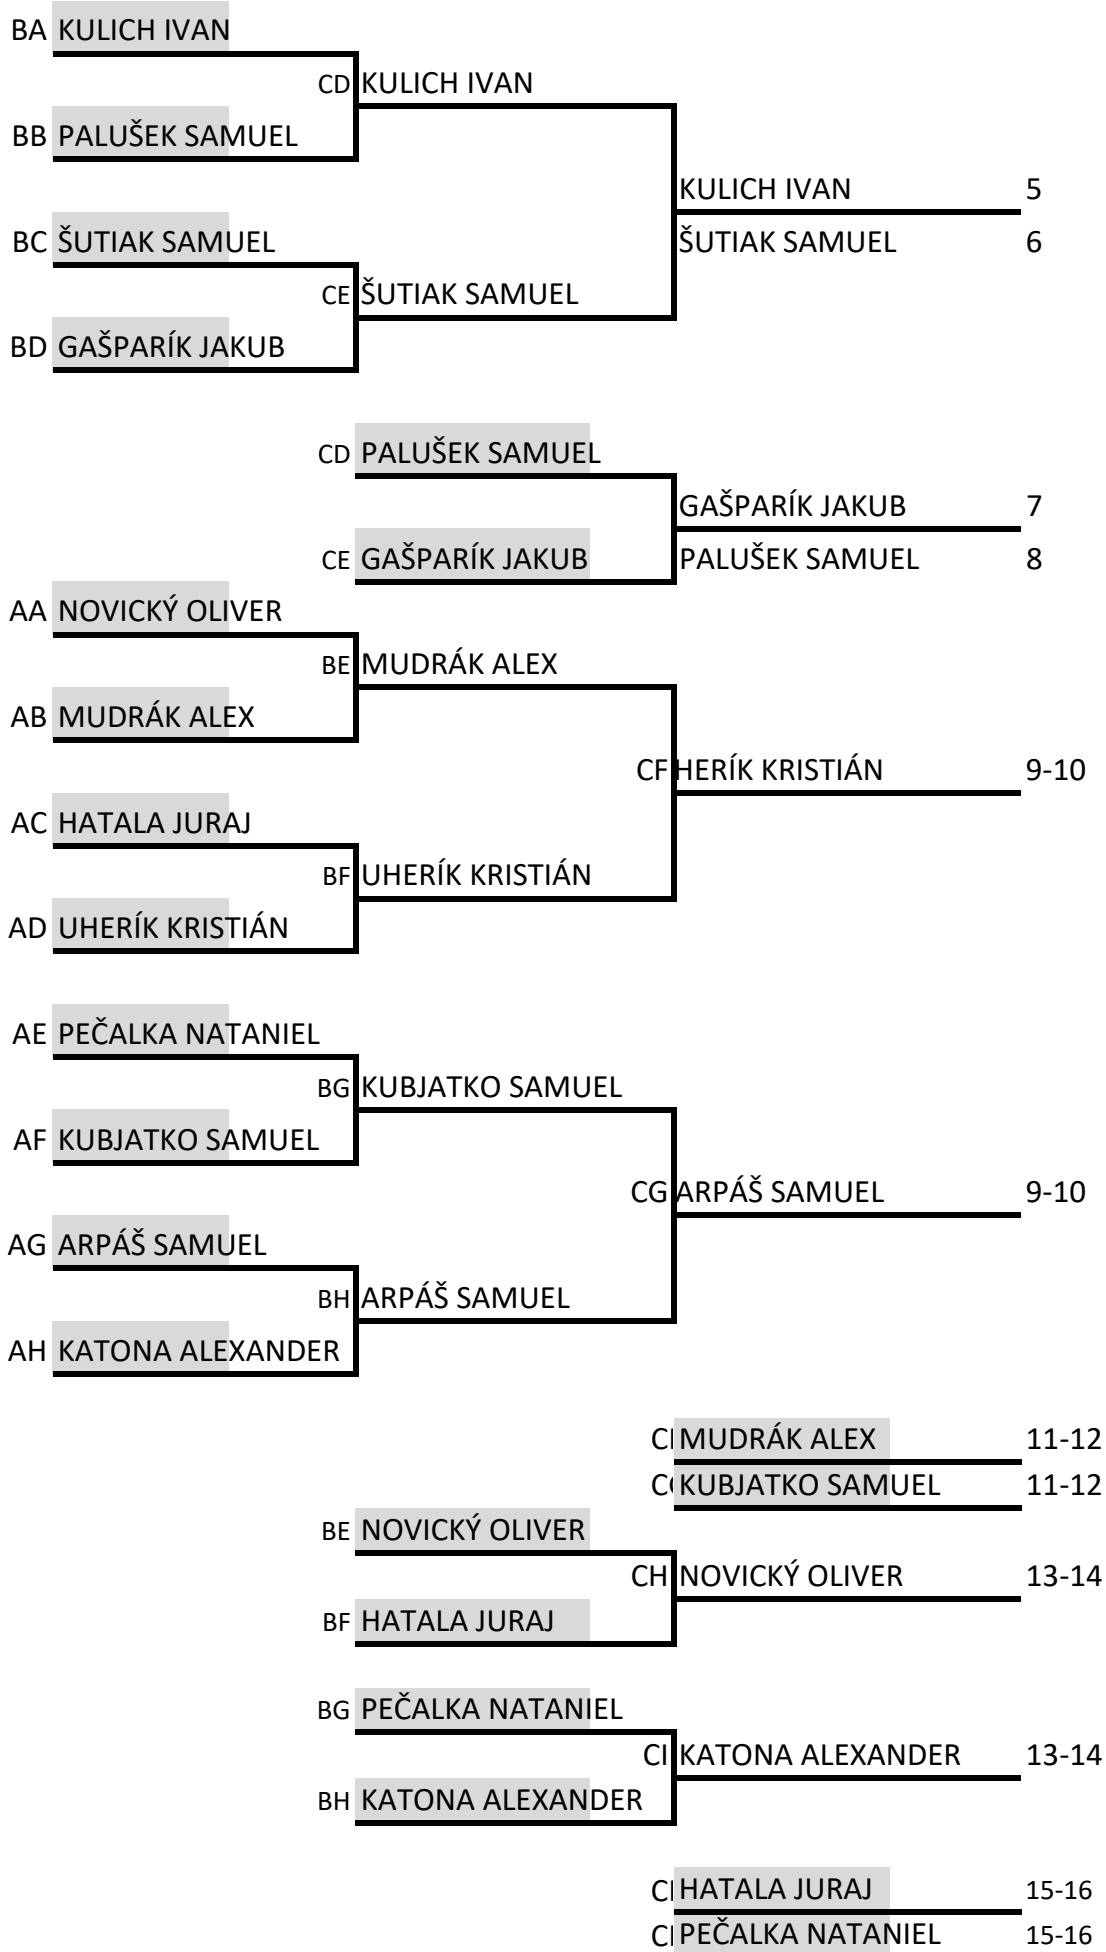 BA KULICH IVAN
CD KULICH IVAN
BB PALUŠEK SAMUEL
KULICH IVAN 5
BC ŠUTIAK SAMUEL
ŠUTIAK SAMUEL 6
CE ŠUTIAK SAMUEL
BD GAŠPARÍK JAKUB
CD PALUŠEK SAMUEL
GAŠPARÍK JAKUB 7
CE GAŠPARÍK JAKUB
PALUŠEK SAMUEL 8
AA NOVICKÝ OLIVER
BE MUDRÁK ALEX
AB MUDRÁK ALEX
CF HERÍK KRISTIÁN 9-10
AC HATALA JURAJ
BF UHERÍK KRISTIÁN
AD UHERÍK KRISTIÁN
AE PEČALKA NATANIEL
BG KUBJATKO SAMUEL
AF KUBJATKO SAMUEL
CG ARPÁŠ SAMUEL 9-10
AG ARPÁŠ SAMUEL
BH ARPÁŠ SAMUEL
AH KATONA ALEXANDER
MUDRÁK ALEX 11-12
KUBJATKO SAMUEL 11-12
BE NOVICKÝ OLIVER
CH NOVICKÝ OLIVER 13-14
BF HATALA JURAJ
BG PEČALKA NATANIEL
CI KATONA ALEXANDER 13-14
BH KATONA ALEXANDER
HATALA JURAJ 15-16
PEČALKA NATANIEL 15-16